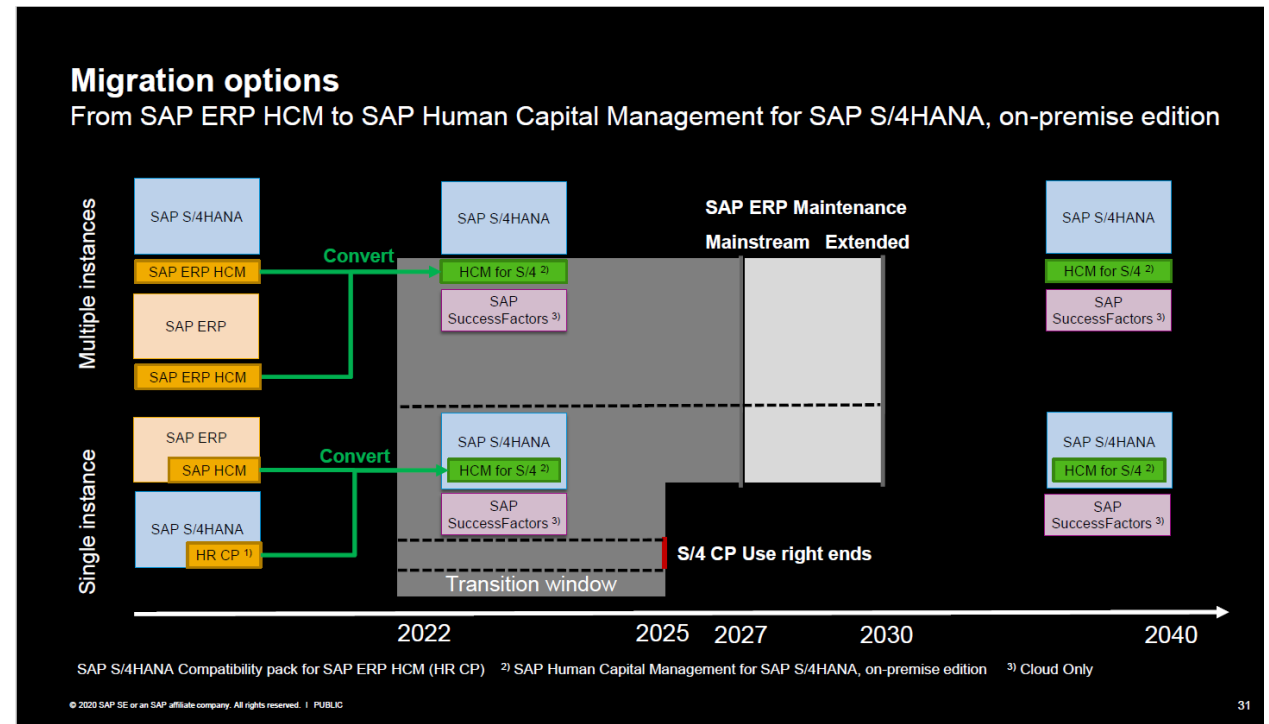 Migration options
From SAP ERP HCM to SAP Human Capital Management for SAP S/4HANA, on-premise edition
Multiple instances
SAP S/4HANA
SAP ERP HCM
SAP ERP
SAP ERP HCM
Convert
SAP S/4HANA
HCM for S/4 2)
SAP
SuccessFactors 3)
SAP ERP Maintenance
Mainstream Extended
SAP S/4HANA
HCM for S/4 2)
SAP
SuccessFactors 3)
Single instance
SAP ERP
SAP HCM
SAP S/4HANA
HR CP 1)
Convert
SAP S/4HANA
HCM for S/4 2)
SAP
SuccessFactors 3)
S/4 CP Use right ends
Transition window
SAP S/4HANA
HCM for S/4 2)
SAP
SuccessFactors 3)
2022 2025 2027 2030 2040
SAP S/4HANA Compatibility pack for SAP ERP HCM (HR CP) 2) SAP Human Capital Management for SAP S/4HANA, on-premise edition 3) Cloud Only
© 2020 SAP SE or an SAP affiliate company. All rights reserved. I PUBLIC
31